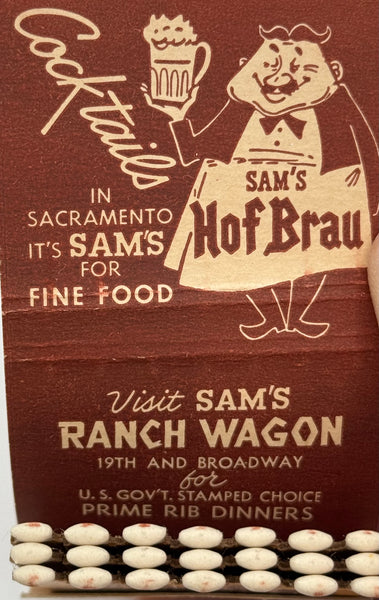 Cocktails
IN
SACRAMENTO
IT'S SAM'S
FOR
FINE FOOD
SAM'S
Hof Brau
Visit SAM'S
RANCH WAGON
19TH AND BROADWAY
for
U.S. GOV'T. STAMPED CHOICE
PRIME RIB DINNERS